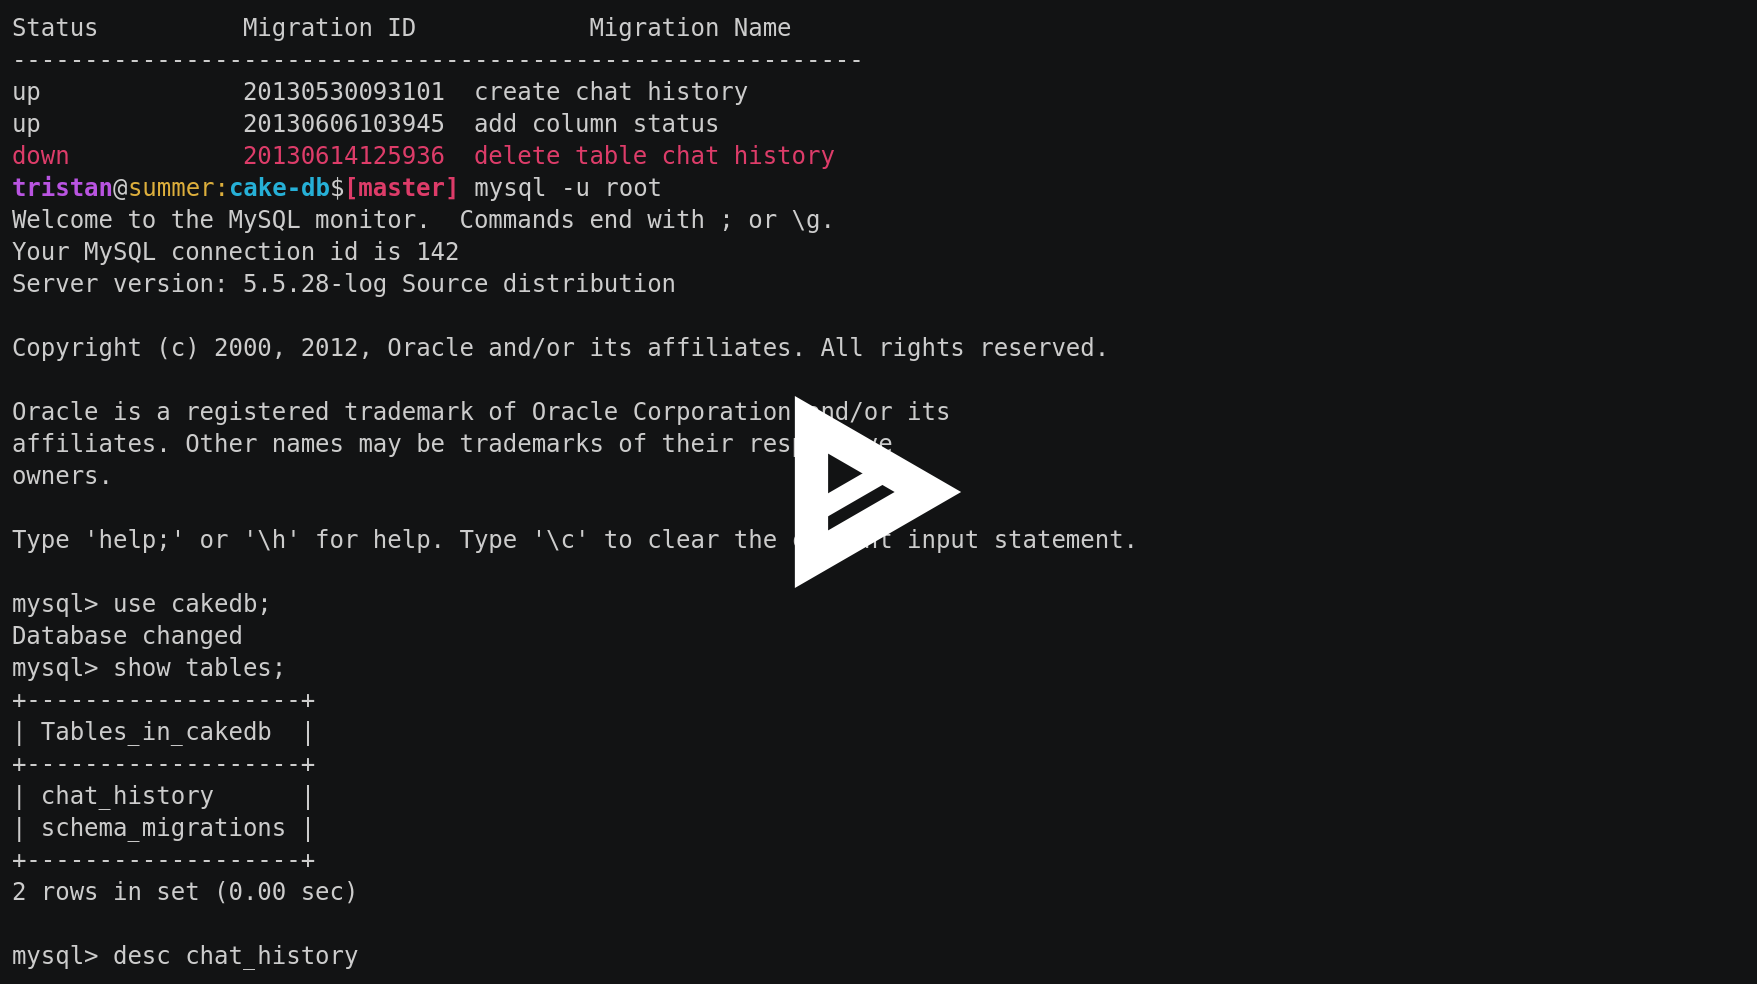 Status          Migration ID            Migration Name
-----------------------------------------------------------
up              20130530093101  create chat history
up              20130606103945  add column status
down            20130614125936  delete table chat history
tristan@summer:cake-db$[master] mysql -u root
Welcome to the MySQL monitor.  Commands end with ; or \g.
Your MySQL connection id is 142
Server version: 5.5.28-log Source distribution

Copyright (c) 2000, 2012, Oracle and/or its affiliates. All rights reserved.

Oracle is a registered trademark of Oracle Corporation and/or its
affiliates. Other names may be trademarks of their
owners.

Type 'help;' or '\h' for help. Type '\c' to clear the input statement.

mysql> use cakedb;
Database changed
mysql> show tables;
+-------------------+
| Tables_in_cakedb  |
+-------------------+
| chat_history      |
| schema_migrations |
+-------------------+
2 rows in set (0.00 sec)

mysql> desc chat_history